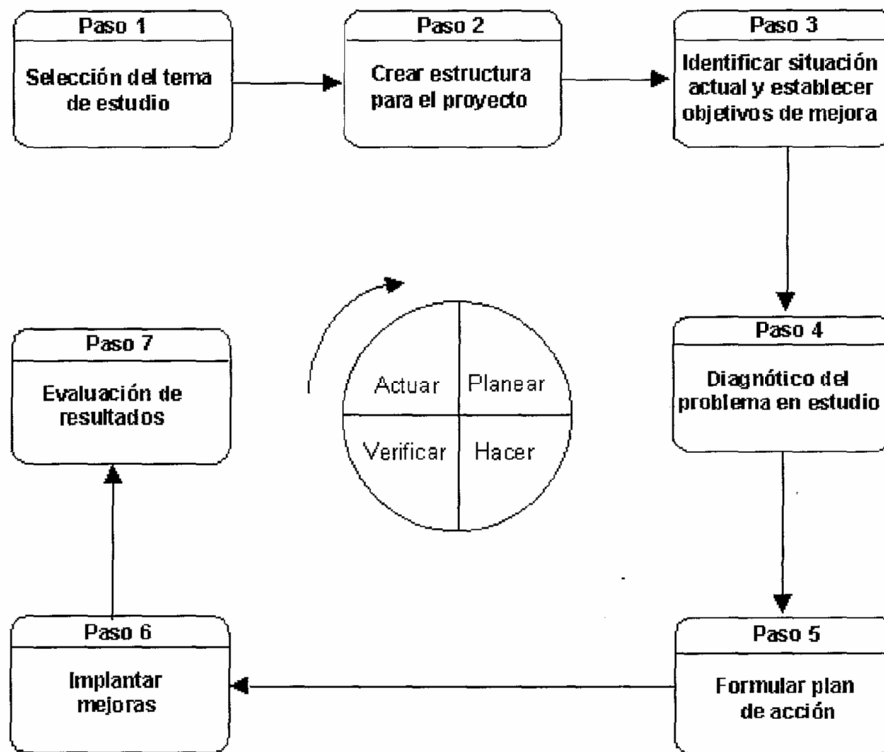 Paso 1
Selección del tema
de estudio
Paso 2
Crear estructura
para el proyecto
Paso 3
Identificar situación
actual y establecer
objetivos de mejora
Paso 4
Diagnótico del
problema en estudio
Paso 5
Formular plan
de acción
Paso 6
Implantar
mejoras
Paso 7
Evaluación de
resultados
Actuar
Planear
Verificar
Hacer